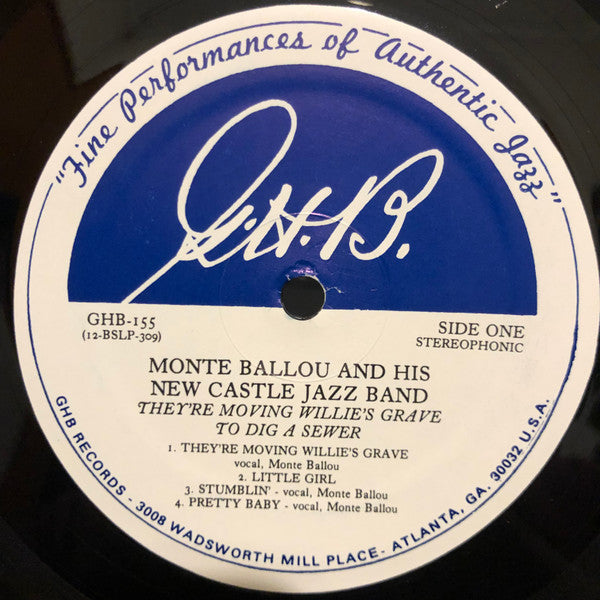 "Fine Performances of Authentic Jazz"
G.H.B.
GHB-155
(12-BSLP-309)
SIDE ONE
STEREOPHONIC
MONTE BALLOU AND HIS
NEW CASTLE JAZZ BAND
THEY'RE MOVING WILLIE'S GRAVE
TO DIG A SEWER
1. THEY'RE MOVING WILLIE'S GRAVE
vocal, Monte Ballou
2. LITTLE GIRL
3. STUMBLIN' - vocal, Monte Ballou
4. PRETTY BABY - vocal, Monte Ballou
GHB RECORDS - 3008 WADSWORTH MILL PLACE- ATLANTA, GA. 30032 U.S.A.